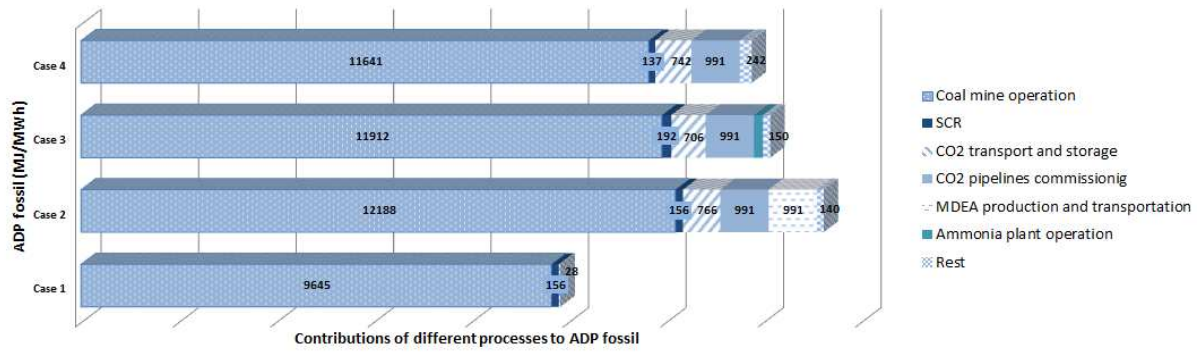 Case 4
11641
137
742
991
242
Case 3
11912
192
706
991
150
Case 2
12188
156
766
991
991
140
Case 1
9645
156
28
ADP fossil (MJ/MWh)
Contributions of different processes to ADP fossil
Coal mine operation
SCR
CO2 transport and storage
CO2 pipelines commissionig
MDEA production and transportation
Ammonia plant operation
Rest